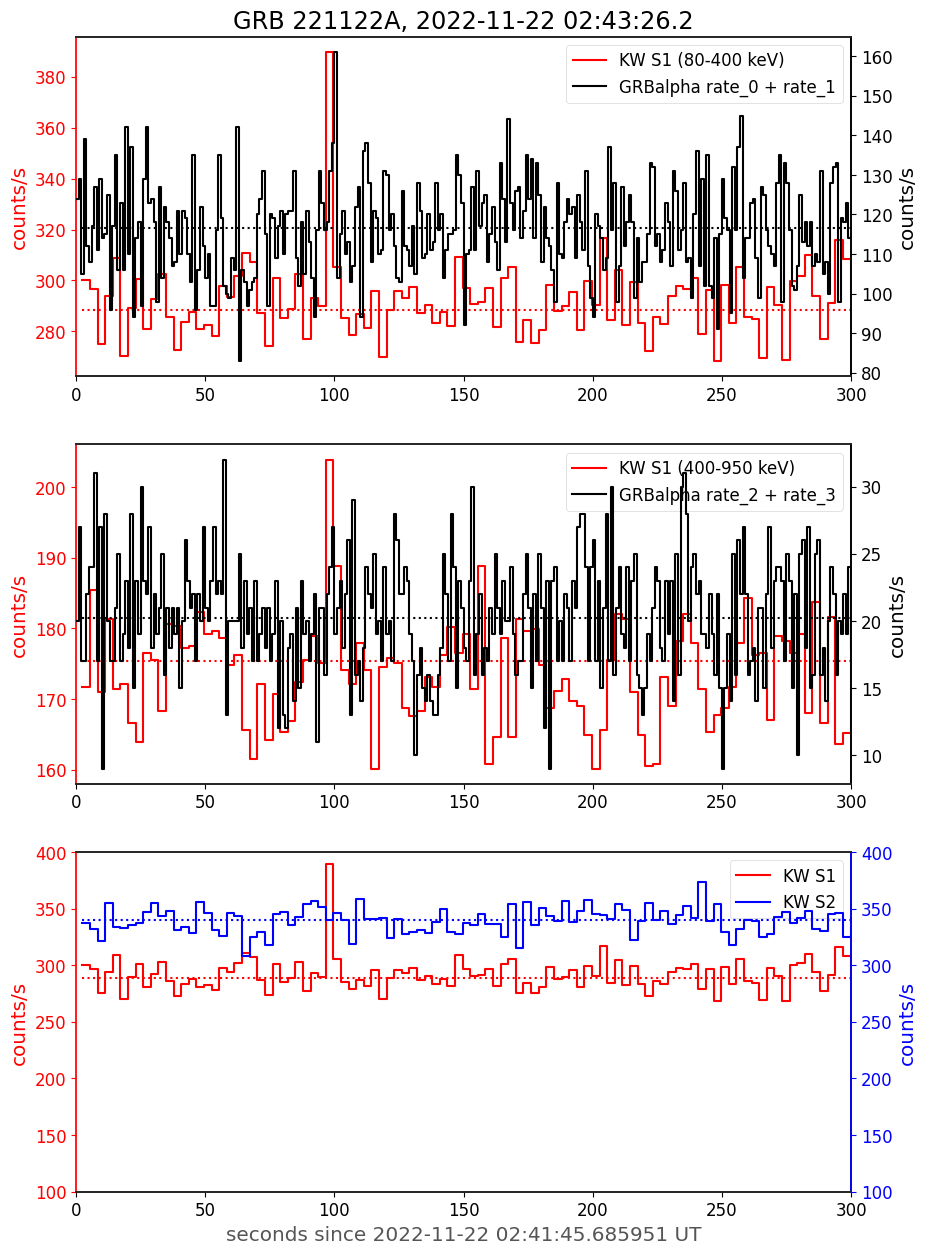 GRB 221122A, 2022-11-22 02:43:26.2
KW S1 (80-400 keV)
GRBalpha rate_0 + rate_1
counts/s
counts/s
380
360
340
320
300
280
160
150
140
130
120
110
100
90
80
0 50 100 150 200 250 300
KW S1 (400-950 keV)
GRBalpha rate_2 + rate_3
counts/s
counts/s
200
190
180
170
160
30
25
20
15
10
0 50 100 150 200 250 300
KW S1
KW S2
counts/s
counts/s
400
350
300
250
200
150
100
400
350
300
250
200
150
100
0 50 100 150 200 250 300
seconds since 2022-11-22 02:41:45.685951 UT